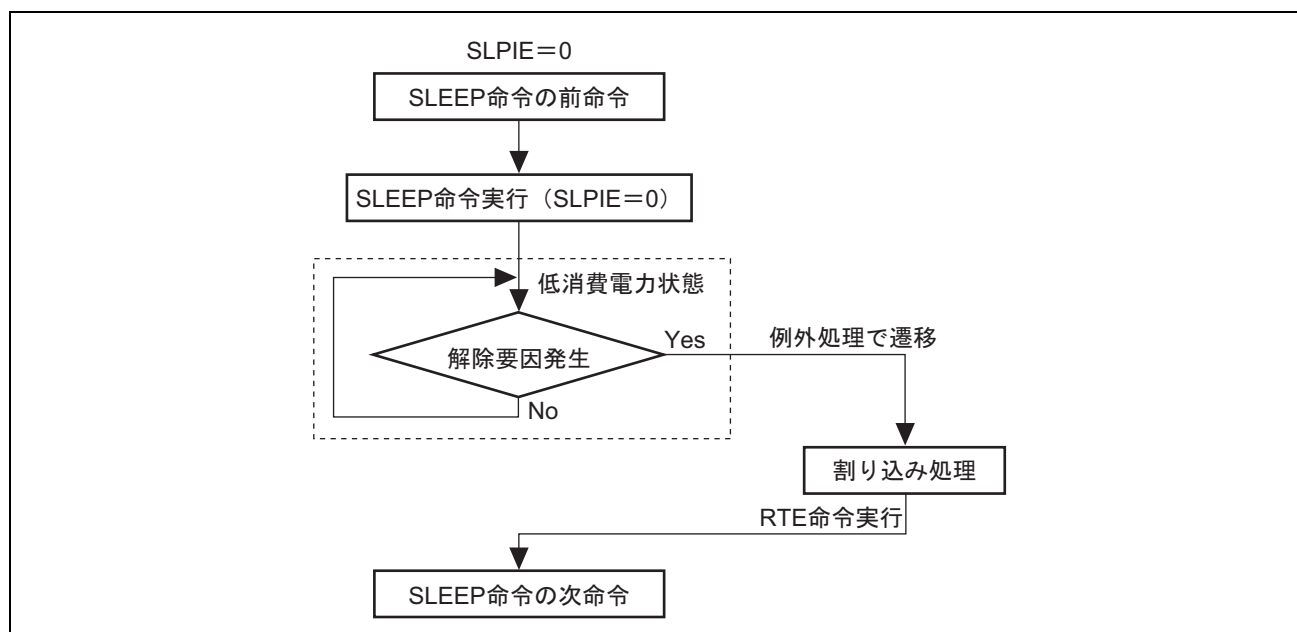 SLPIE=0
SLEEP命令の前命令
SLEEP命令実行（SLPIE=0）
低消費電力状態
解除要因発生
Yes
例外処理で遷移
No
割り込み処理
RTE命令実行
SLEEP命令の次命令